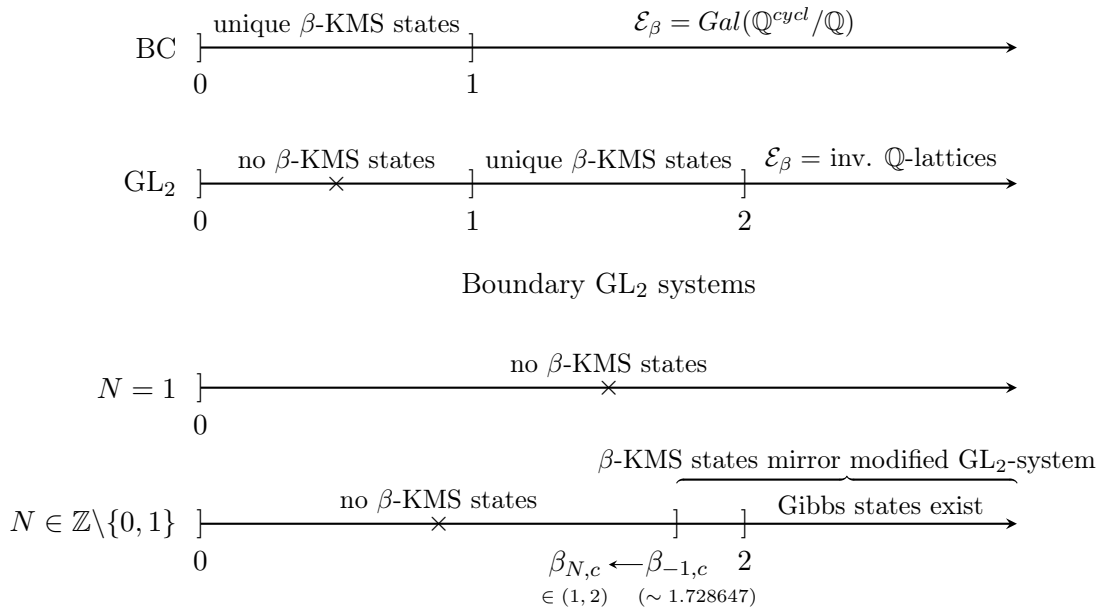 unique β-KMS states
ℰ_β = Gal(ℚ^{cycl}/ℚ)
BC
0
1
no β-KMS states
unique β-KMS states
ℰ_β = inv. ℚ-lattices
GL₂
0
1
2
Boundary GL₂ systems
no β-KMS states
N = 1
0
β-KMS states mirror modified GL₂-system
no β-KMS states
Gibbs states exist
N ∈ ℤ\{0, 1}
0
β_{N,c} ← β_{−1,c}
2
∈ (1, 2)
(∼ 1.728647)